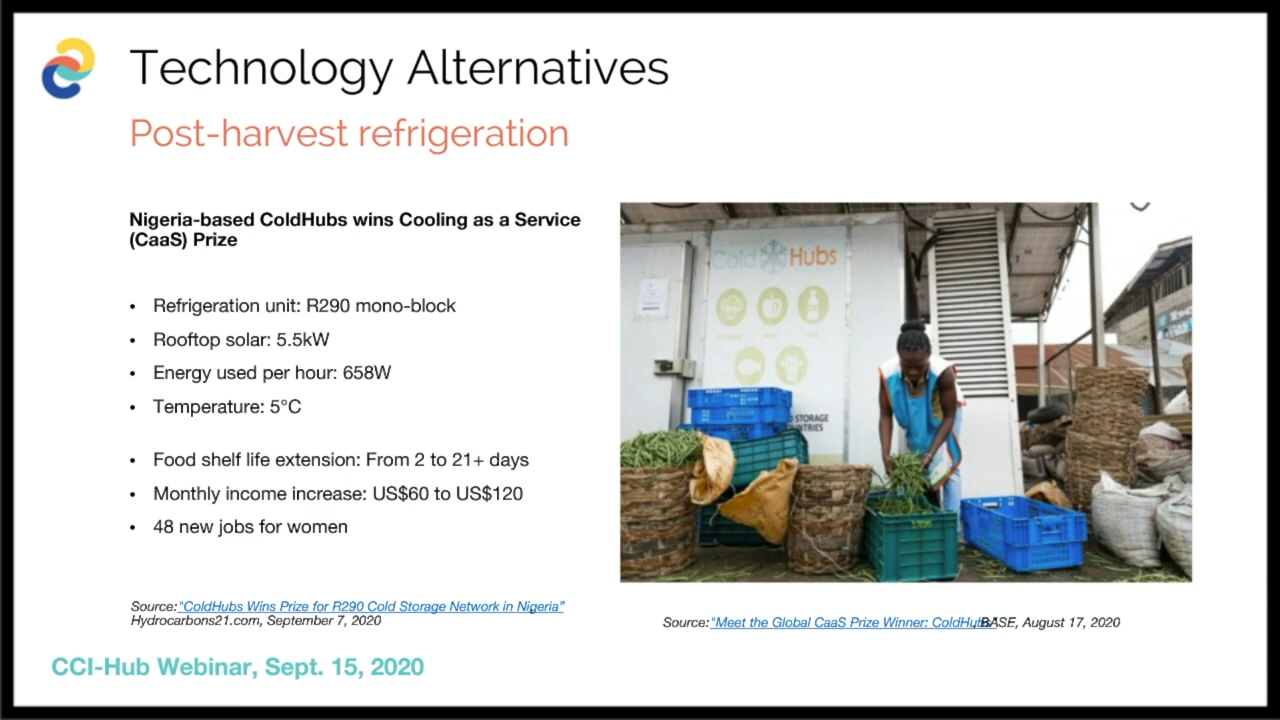 Technology Alternatives
Post-harvest refrigeration
Nigeria-based ColdHubs wins Cooling as a Service
(CaaS) Prize
• Refrigeration unit: R290 mono-block
• Rooftop solar: 5.5kW
• Energy used per hour: 658W
• Temperature: 5°C
• Food shelf life extension: From 2 to 21+ days
• Monthly income increase: US$60 to US$120
• 48 new jobs for women
Cold Hubs
STORAGE
Source:"ColdHubs Wins Prize for R290 Cold Storage Network in Nigeria"
Hydrocarbons21.com, September 7, 2020
Source:"Meet the Global CaaS Prize Winner: ColdHubs", BASE, August 17, 2020
CCI-Hub Webinar, Sept. 15, 2020